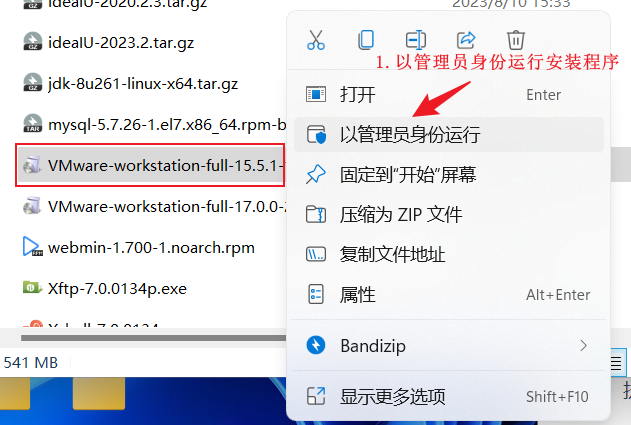 ideaIU-2020.2.3.tar.gz
2023/8/10 15:33
ideaIU-2023.2.tar.gz
jdk-8u261-linux-x64.tar.gz
mysql-5.7.26-1.el7.x86_64.rpm-b
VMware-workstation-full-15.5.1-
VMware-workstation-full-17.0.0-2
webmin-1.700-1.noarch.rpm
Xftp-7.0.0134p.exe
541 MB
1. 以管理员身份运行安装程序
打开 Enter
以管理员身份运行
固定到“开始”屏幕
压缩为 ZIP 文件
复制文件地址
属性 Alt+Enter
Bandizip
显示更多选项 Shift+F10